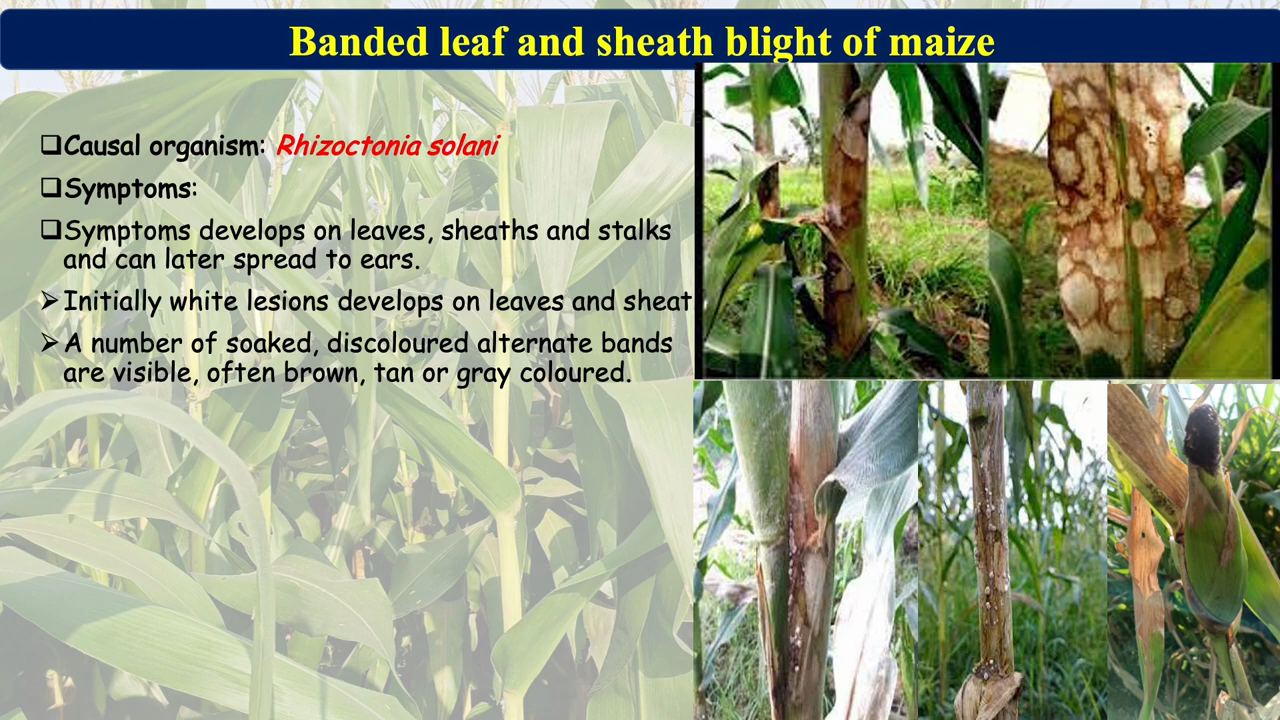 Banded leaf and sheath blight of maize
❑Causal organism: Rhizoctonia solani
❑Symptoms:
❑Symptoms develops on leaves, sheaths and stalks
and can later spread to ears.
➢Initially white lesions develops on leaves and sheat
➢A number of soaked, discoloured alternate bands
are visible, often brown, tan or gray coloured.